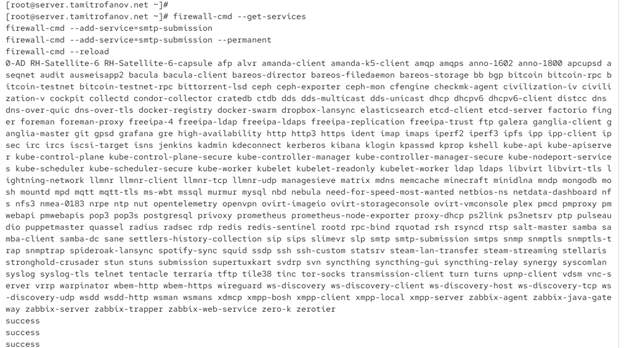 [root@server.tamitrofanov.net ~]#
[root@server.tamitrofanov.net ~]# firewall-cmd --get-services
firewall-cmd --add-service=smtp-submission
firewall-cmd --add-service=smtp-submission --permanent
firewall-cmd --reload
0-AD RH-Satellite-6 RH-Satellite-6-capsule afp alvr amanda-client amanda-k5-client amqp amqps anno-1602 anno-1800 apcupsd a
seqnet audit ausweisapp2 bacula bacula-client bareos-director bareos-filedaemon bareos-storage bb bgp bitcoin bitcoin-rpc b
itcoin-testnet bitcoin-testnet-rpc bittorrent-lsd ceph ceph-exporter ceph-mon cfengine checkmk-agent civilization-iv civili
zation-v cockpit collectd condor-collector cratedb ctdb dds dds-multicast dds-unicast dhcp dhcpv6 dhcpv6-client distcc dns
dns-over-quic dns-over-tls docker-registry docker-swarm dropbox-lansync elasticsearch etcd-client etcd-server factorio fing
er foreman foreman-proxy freeipa-4 freeipa-ldap freeipa-ldaps freeipa-replication freeipa-trust ftp galera ganglia-client g
anglia-master git gpsd grafana gre high-availability http http3 https ident imap imaps iperf2 iperf3 ipfs ipp ipp-client ip
sec irc ircs iscsi-target isns jenkins kadmin kdeconnect kerberos kibana klogin kpasswd kprop kshell kube-api kube-apiserve
r kube-control-plane kube-control-plane-secure kube-controller-manager kube-controller-manager-secure kube-nodeport-service
s kube-scheduler kube-scheduler-secure kube-worker kubelet kubelet-readonly kubelet-worker ldap ldaps libvirt libvirt-tls l
ightning-network llmnr llmnr-client llmnr-tcp llmnr-udp managesieve matrix mdns memcache minecraft minidlna mndp mongodb mo
sh mountd mpd mqtt mqtt-tls ms-wbt mssql murmur mysql nbd nebula need-for-speed-most-wanted netbios-ns netdata-dashboard nf
s nfs3 nmea-0183 nrpe ntp nut opentelemetry openvpn ovirt-imageio ovirt-storageconsole ovirt-vmconsole plex pmcd pmproxy pm
webapi pmwebapis pop3 pop3s postgresql privoxy prometheus prometheus-node-exporter proxy-dhcp ps2link ps3netsrv ptp pulseau
dio puppetmaster quassel radius radsec rdp redis redis-sentinel rootd rpc-bind rquotad rsh rsyncd rtsp salt-master samba sa
mba-client samba-dc sane settlers-history-collection sip sips slimevr slp smtp smtp-submission smtps snmp snmptls snmptls-t
rap snmptrap spideroak-lansync spotify-sync squid ssdp ssh ssh-custom statsrv steam-lan-transfer steam-streaming stellaris
stronghold-crusader stun stuns submission supertuxkart svdrp svn syncthing syncthing-gui syncthing-relay synergy syscomlan
syslog syslog-tls telnet tentacle terraria tftp tile38 tinc tor-socks transmission-client turn turns upnp-client vdsm vnc-s
erver vrrp warpinator wbem-http wbem-https wireguard ws-discovery ws-discovery-client ws-discovery-host ws-discovery-tcp ws
-discovery-udp wsdd wsdd-http wsman wsmans xdmcp xmpp-bosh xmpp-client xmpp-local xmpp-server zabbix-agent zabbix-java-gate
way zabbix-server zabbix-trapper zabbix-web-service zero-k zerotier
success
success
success